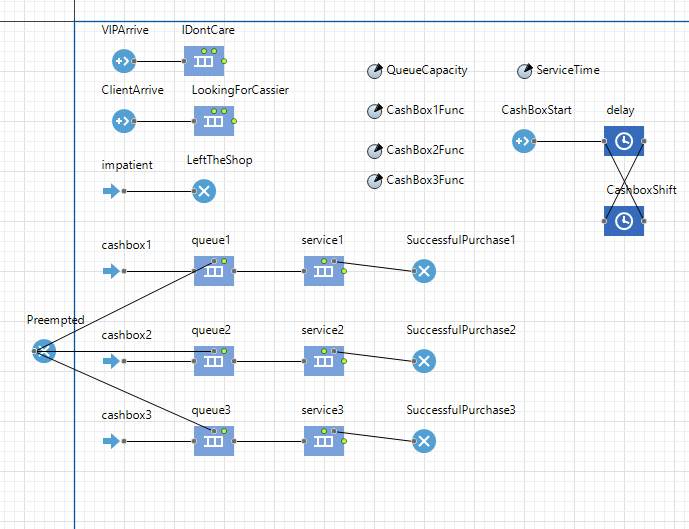 VIPArrive
IDontCare
QueueCapacity
ServiceTime
ClientArrive
LookingForCassier
CashBox1Func
CashBoxStart
delay
CashBox2Func
impatient
LeftTheShop
CashBox3Func
CashboxShift
cashbox1
queue1
service1
SuccessfulPurchase1
Preempted
cashbox2
queue2
service2
SuccessfulPurchase2
cashbox3
queue3
service3
SuccessfulPurchase3